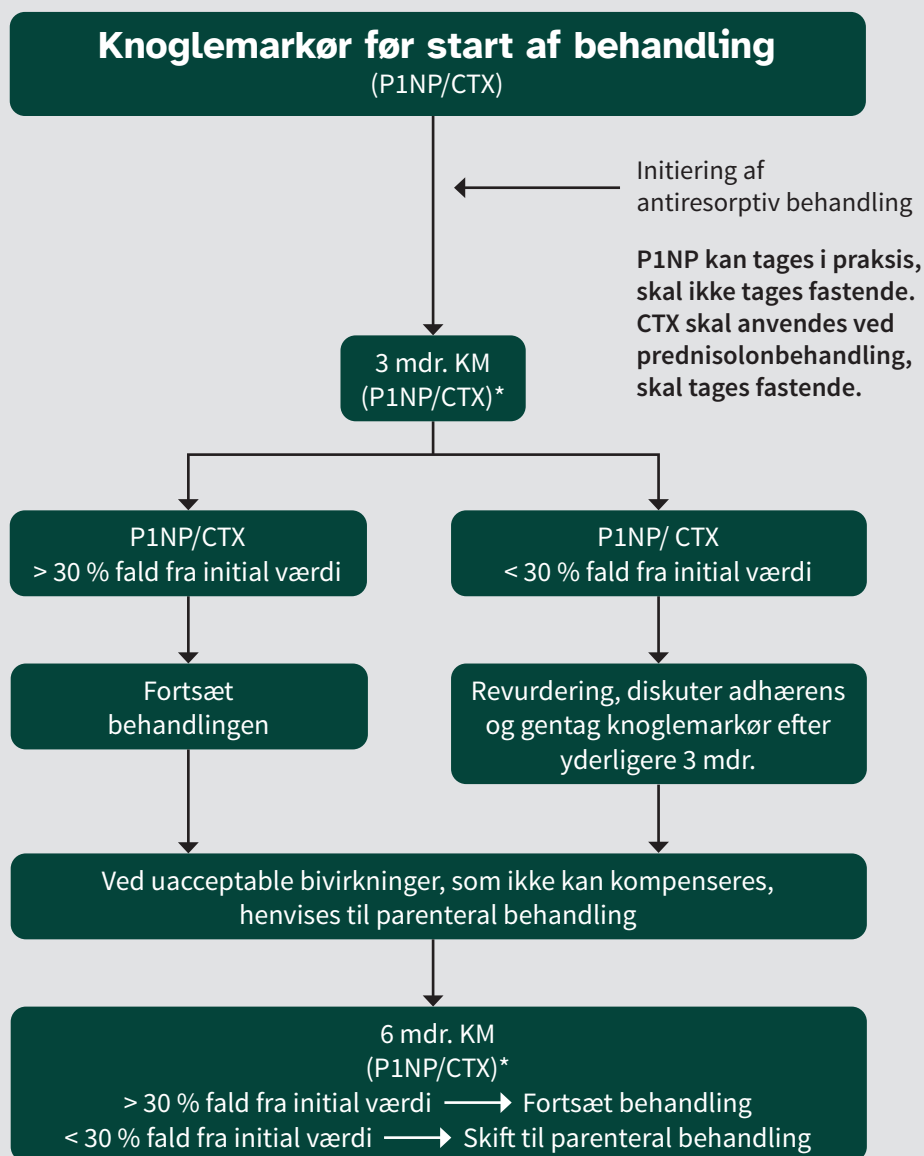 Knoglemarkør før start af behandling
(P1NP/CTX)
Initiering af
antiresorptiv behandling
P1NP kan tages i praksis,
skal ikke tages fastende.
CTX skal anvendes ved
prednisolonbehandling,
skal tages fastende.
3 mdr. KM
(P1NP/CTX)*
P1NP/CTX
> 30 % fald fra initial værdi
P1NP/ CTX
< 30 % fald fra initial værdi
Fortsæt
behandlingen
Revurdering, diskuter adhærens
og gentag knoglemarkør efter
yderligere 3 mdr.
Ved uacceptable bivirkninger, som ikke kan kompenseres,
henvises til parenteral behandling
6 mdr. KM
(P1NP/CTX)*
> 30 % fald fra initial værdi → Fortsæt behandling
< 30 % fald fra initial værdi → Skift til parenteral behandling